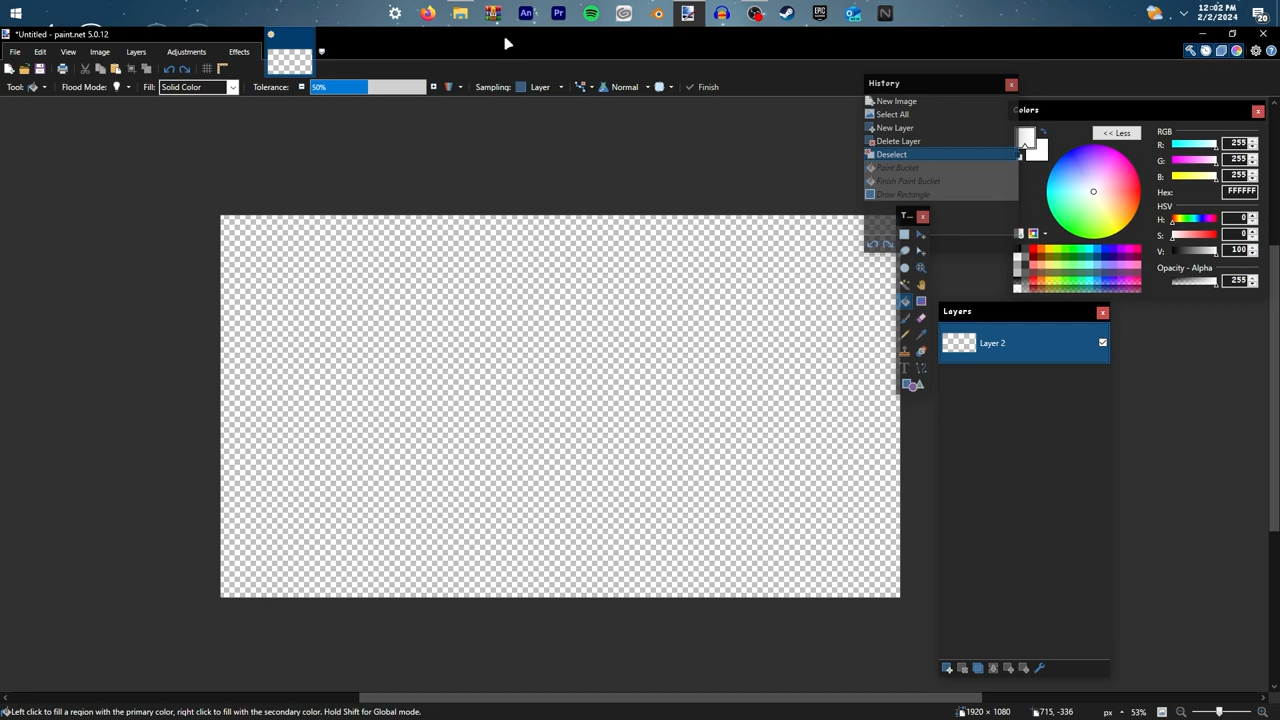 12:02 PM
2/2/2024
20
An
Pr
EPIC
N
*Untitled - paint.net 5.0.12
File Edit View Image Layers Adjustments Effects
Tool: Flood Mode: Fill: Solid Color Tolerance: 50% Sampling: Layer Normal Finish
History
New Image
Select All
New Layer
Delete Layer
Deselect
Paint Bucket
Finish Paint Bucket
Draw Rectangle
T...
Colors
<< Less
RGB
R: 255
G: 255
B: 255
Hex: FFFFFF
HSV
H: 0
S: 0
V: 100
Opacity - Alpha
255
Layers
Layer 2
Left click to fill a region with the primary color, right click to fill with the secondary color. Hold Shift for Global mode.
1920 × 1080 715, -336 px 53%